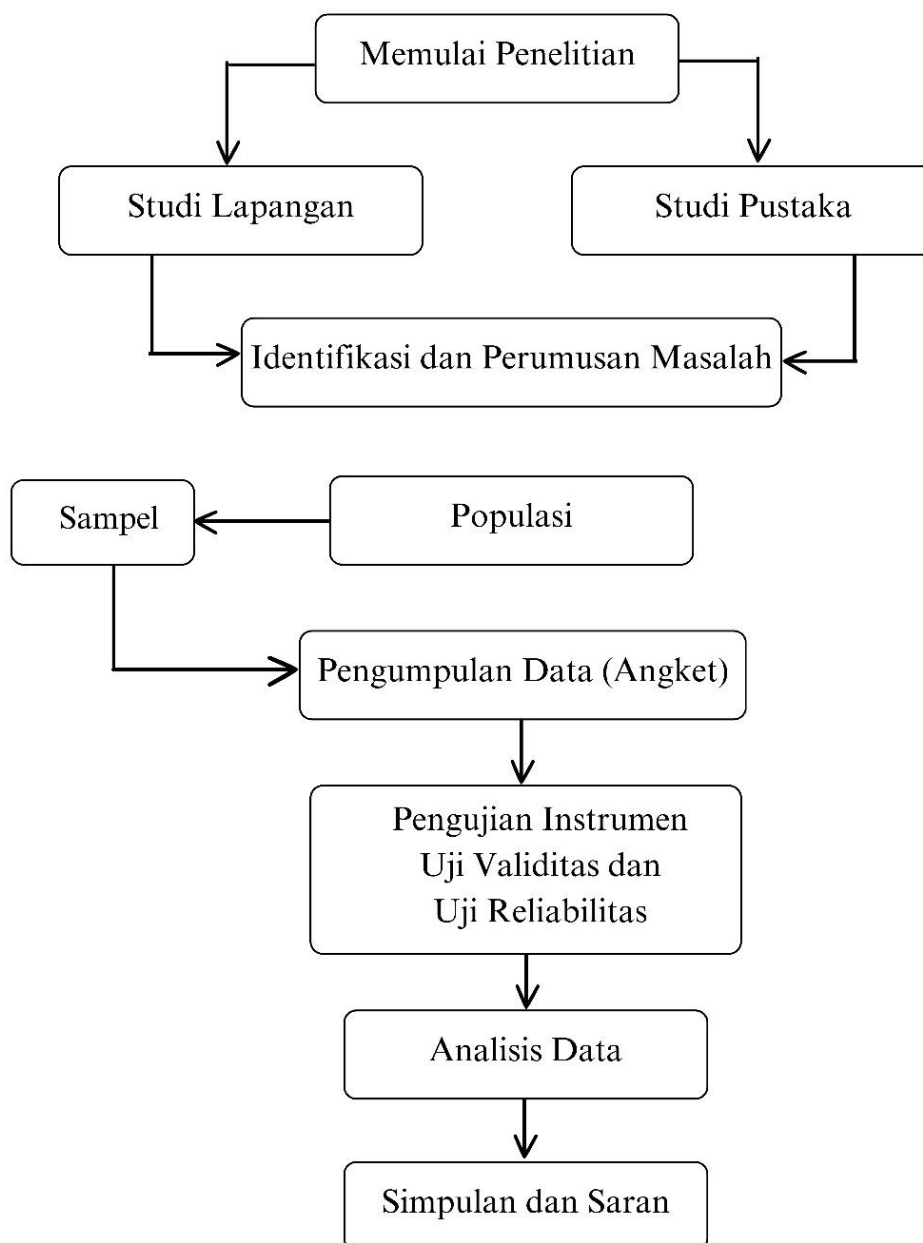 Memulai Penelitian
Studi Lapangan
Studi Pustaka
Identifikasi dan Perumusan Masalah
Sampel
Populasi
Pengumpulan Data (Angket)
Pengujian Instrumen
Uji Validitas dan
Uji Reliabilitas
Analisis Data
Simpulan dan Saran